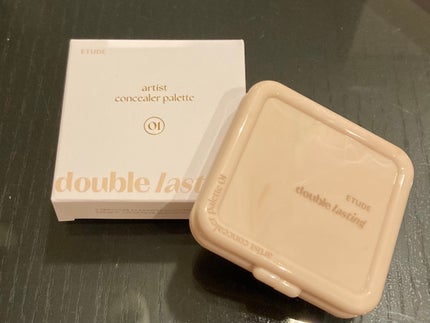 ETUDE
artist
concealer palette
01
double lasting
ETUDE
double lasting
artist concealer palette 01